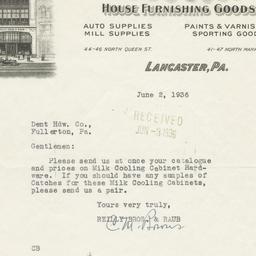 HOUSE FURNISHING GOODS
AUTO SUPPLIES
MILL SUPPLIES
PAINTS & VARNIS
SPORTING GOO
44-46 NORTH QUEEN ST.
41-47 NORTH MAR
LANCASTER, PA.
June 2, 1936
RECEIVED
JUN -3 1936
Dent Hdw. Co.,
Fullerton, Pa.
Gentlemen:
Please send us at once your catalogue
and prices on Milk Cooling Cabinet Hard-
ware. If you should have any samples of
Catches for these Milk Cooling Cabinets,
please send us a pair.
Yours very truly,
REILLY BROS. & RAUB
CB